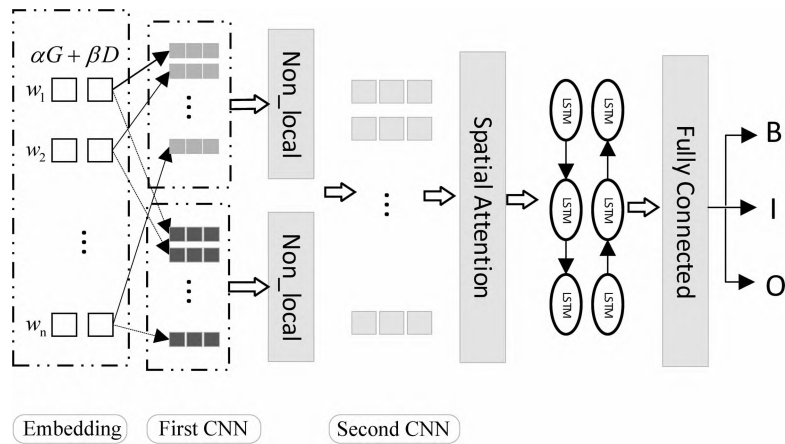 αG + βD
w₁
w₂
...
wₙ
...
...
Non_local
Non_local
...
Spatial Attention
LSTM
LSTM
LSTM
LSTM
LSTM
LSTM
Fully Connected
B
I
O
Embedding
First CNN
Second CNN